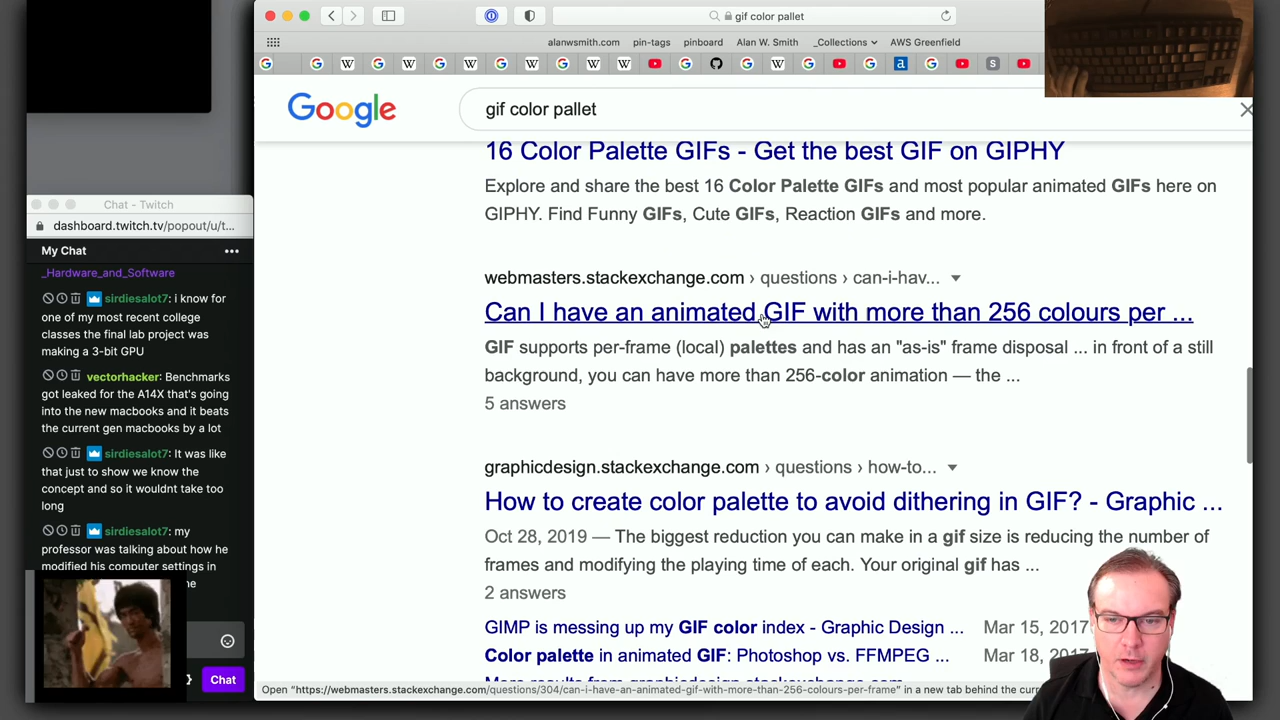 gif color pallet
alanwsmith.com pin-tags pinboard Alan W. Smith _Collections AWS Greenfield
Google
gif color pallet
16 Color Palette GIFs - Get the best GIF on GIPHY
Explore and share the best 16 Color Palette GIFs and most popular animated GIFs here on
GIPHY. Find Funny GIFs, Cute GIFs, Reaction GIFs and more.
webmasters.stackexchange.com › questions › can-i-hav...
Can I have an animated GIF with more than 256 colours per ...
GIF supports per-frame (local) palettes and has an "as-is" frame disposal ... in front of a still
background, you can have more than 256-color animation — the ...
5 answers
graphicdesign.stackexchange.com › questions › how-to...
How to create color palette to avoid dithering in GIF? - Graphic ...
Oct 28, 2019 — The biggest reduction you can make in a gif size is reducing the number of
frames and modifying the playing time of each. Your original gif has ...
2 answers
GIMP is messing up my GIF color index - Graphic Design ... Mar 15, 2017
Color palette in animated GIF: Photoshop vs. FFMPEG ... Mar 18, 2017
More results from graphicdesign.stackexchange.com
Open "https://webmasters.stackexchange.com/questions/304/can-i-have-an-animated-gif-with-more-than-256-colours-per-frame" in a new tab behind the
Chat - Twitch
dashboard.twitch.tv/popout/u/t...
My Chat
_Hardware_and_Software
sirdiesalot7: i know for
one of my most recent college
classes the final lab project was
making a 3-bit GPU
vectorhacker: Benchmarks
got leaked for the A14X that's going
into the new macbooks and it beats
the current gen macbooks by a lot
sirdiesalot7: It was like
that just to show we know the
concept and so it wouldnt take too
long
sirdiesalot7: my
professor was talking about how he
modified his computer settings in
Chat